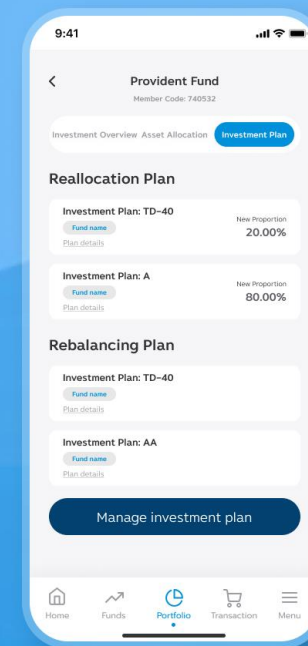 9:41
Provident Fund
Member Code: 740532
Investment Overview Asset Allocation Investment Plan
Reallocation Plan
Investment Plan: TD-40
Fund name
Plan details
New Proportion
20.00%
Investment Plan: A
Fund name
Plan details
New Proportion
80.00%
Rebalancing Plan
Investment Plan: TD-40
Fund name
Plan details
Investment Plan: AA
Fund name
Plan details
Manage investment plan
Home Funds Portfolio Transaction Menu